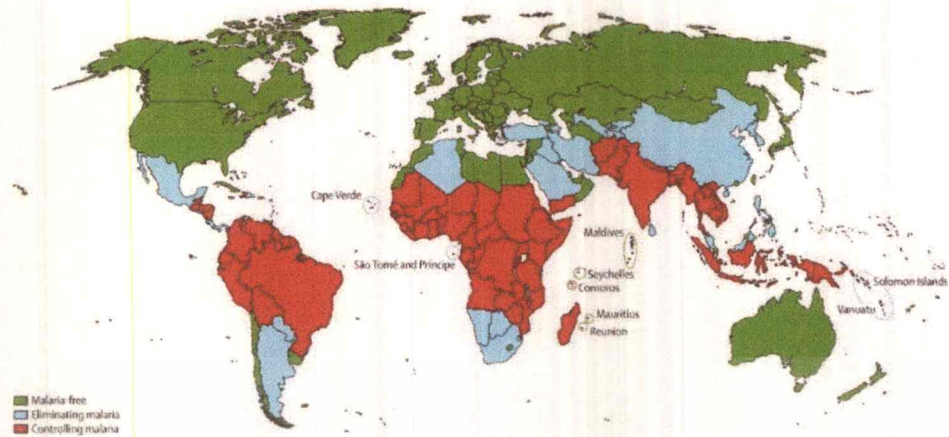 Cape Verde
Maldives
São Tomé and Principe
Seychelles
Comoros
Solomon Islands
Vanuatu
Mauritius
Reunion
Malaria-free
Eliminating malaria
Controlling malaria